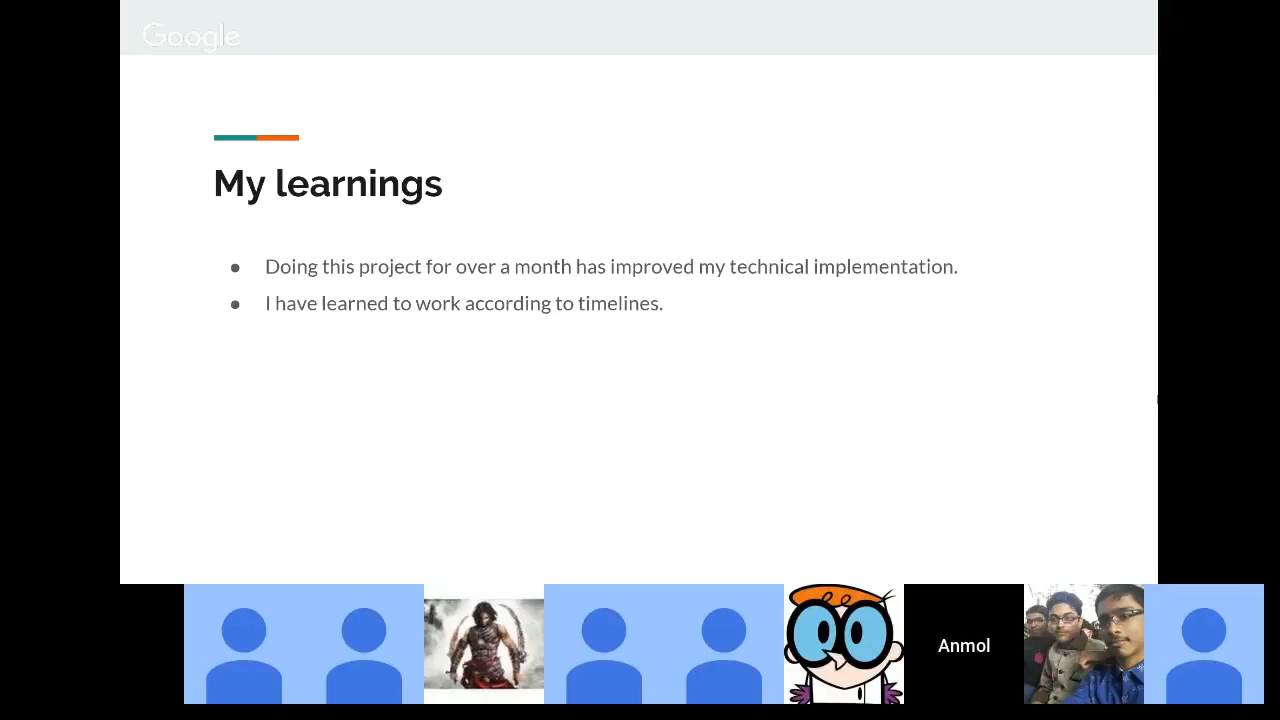 Google
My learnings
● Doing this project for over a month has improved my technical implementation.
● I have learned to work according to timelines.
Anmol